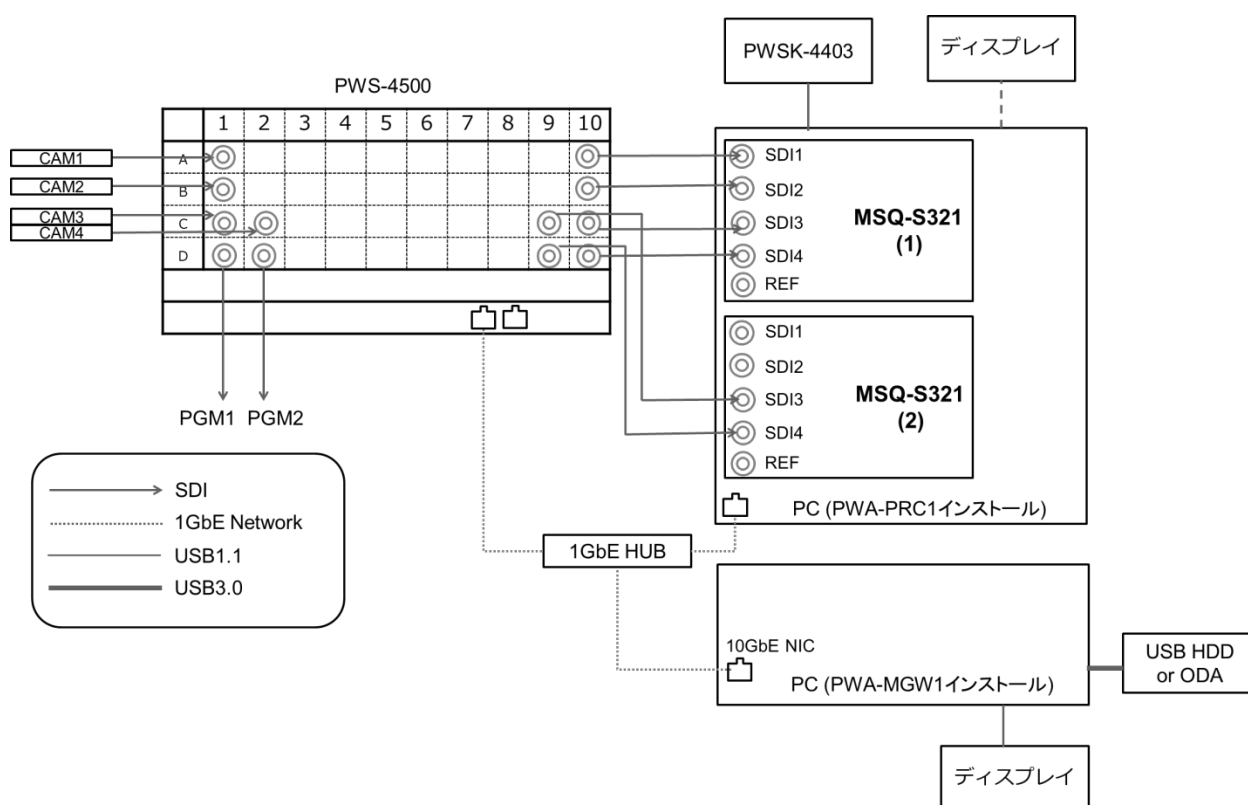 PWSK-4403
ディスプレイ
PWS-4500
1 2 3 4 5 6 7 8 9 10
A
B
C
D
CAM1
CAM2
CAM3
CAM4
SDI1
SDI2
SDI3
SDI4
REF
MSQ-S321
(1)
SDI1
SDI2
SDI3
SDI4
REF
MSQ-S321
(2)
PC (PWA-PRC1インストール)
PGM1 PGM2
SDI
1GbE Network
USB1.1
USB3.0
1GbE HUB
10GbE NIC
PC (PWA-MGW1インストール)
USB HDD
or ODA
ディスプレイ